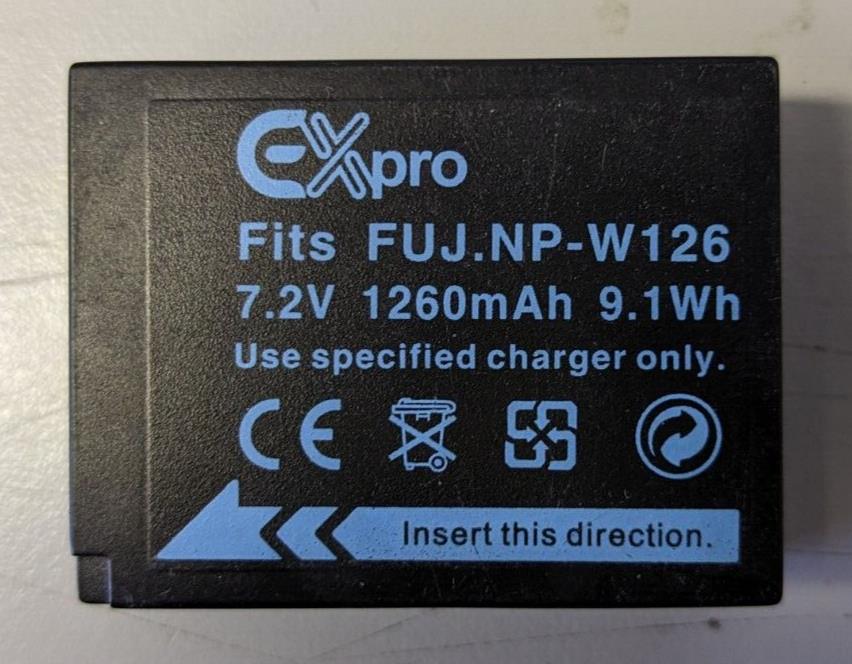 EXpro
Fits FUJ.NP-W126
7.2V 1260mAh 9.1Wh
Use specified charger only.
CE
Insert this direction.